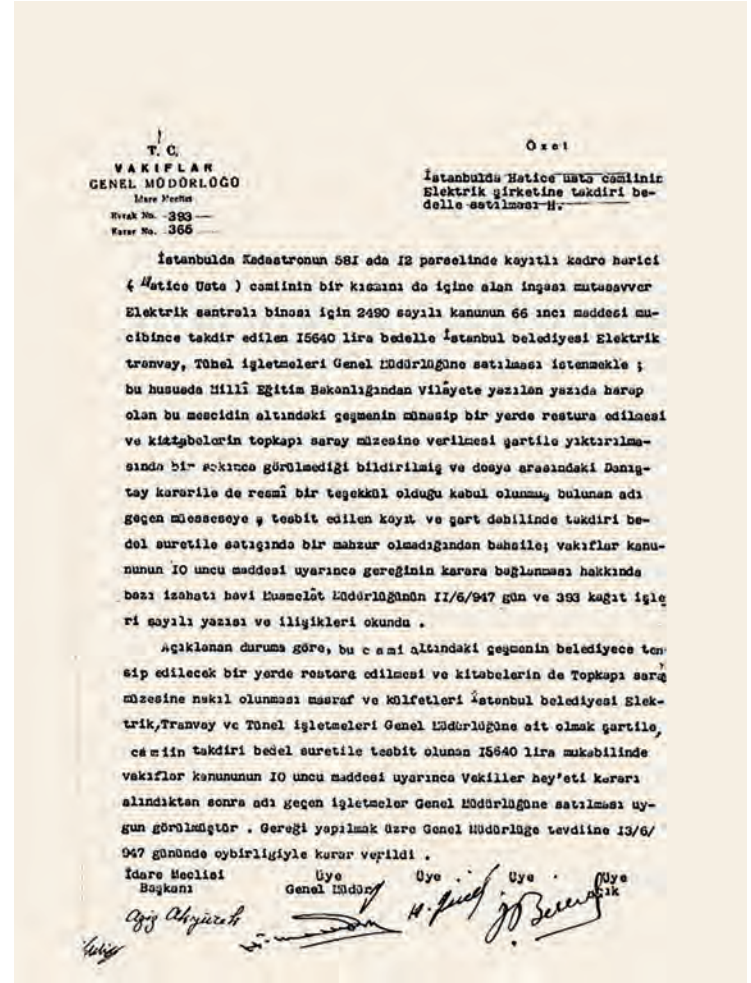 T. C.
VAKIFLAR
GENEL MÜDÜRLÜĞÜ
İdare Meclisi
Evrak No. 393
Karar No. 366
Özet
İstanbulda Hatice usta camiinin
Elektrik şirketine takdiri be-
delle satılması H.
İstanbulda Kadastronun 581 ada 12 parselinde kayıtlı kadro harici
( Hatice Usta ) camiinin bir kısmını da içine alan inşası mutasavver
Elektrik santralı binası için 2490 sayılı kanunun 66 ıncı maddesi mu-
cibince takdir edilen 15640 lira bedelle İstanbul belediyesi Elektrik
tranvay, Tünel işletmeleri Genel Müdürlüğüne satılması istenmekle ;
bu hususda Millî Eğitim Bakanlığından Vilâyete yazılan yazıda harap
olan bu mescidin altındaki çeşmenin münasip bir yerde restura edilmesi
ve kitabelerin topkapı saray müzesine verilmesi şartile yıktırılma-
sında bir sakınca görülmediği bildirilmiş ve dosya arasındaki Danış-
tay kararile de resmî bir teşekkül olduğu kabul olunmuş bulunan adı
geçen müesseseye ş tesbit edilen kayıt ve şart dahilinde takdiri be-
del suretile satışında bir mahzur olmadığından bahsile; vakıflar kanu-
nunun 10 uncu maddesi uyarınca gereğinin karara bağlanması hakkında
bazı izahatı havi Muamelât Müdürlüğünün 11/6/947 gün ve 393 kağıt işle
ri sayılı yazısı ve ilişikleri okundu .
Açıklanan duruma göre, bu cami altındaki çeşmenin belediyece ten
sip edilecek bir yerde restore edilmesi ve kitabelerin de Topkapı saray
müzesine nakil olunması masraf ve külfetleri İstanbul belediyesi Elek-
trik,Tranvay ve Tünel işletmeleri Genel Müdürlüğüne ait olmak şartile,
camiin takdiri bedel suretile tesbit olunan 15640 lira mukabilinde
vakıflar kanununun 10 uncu maddesi uyarınca Vekiller hey'eti kararı
alındıktan sonra adı geçen işletmeler Genel Müdürlüğüne satılması uy-
gun görülmüştür . Gereği yapılmak üzre Genel Müdürlüğe tevdiine 13/6/
947 gününde oybirliğiyle karar verildi .
İdare Meclisi Üye Üye Üye Üye
Başkanı Genel Müdür Açık
Aziz Akyürek